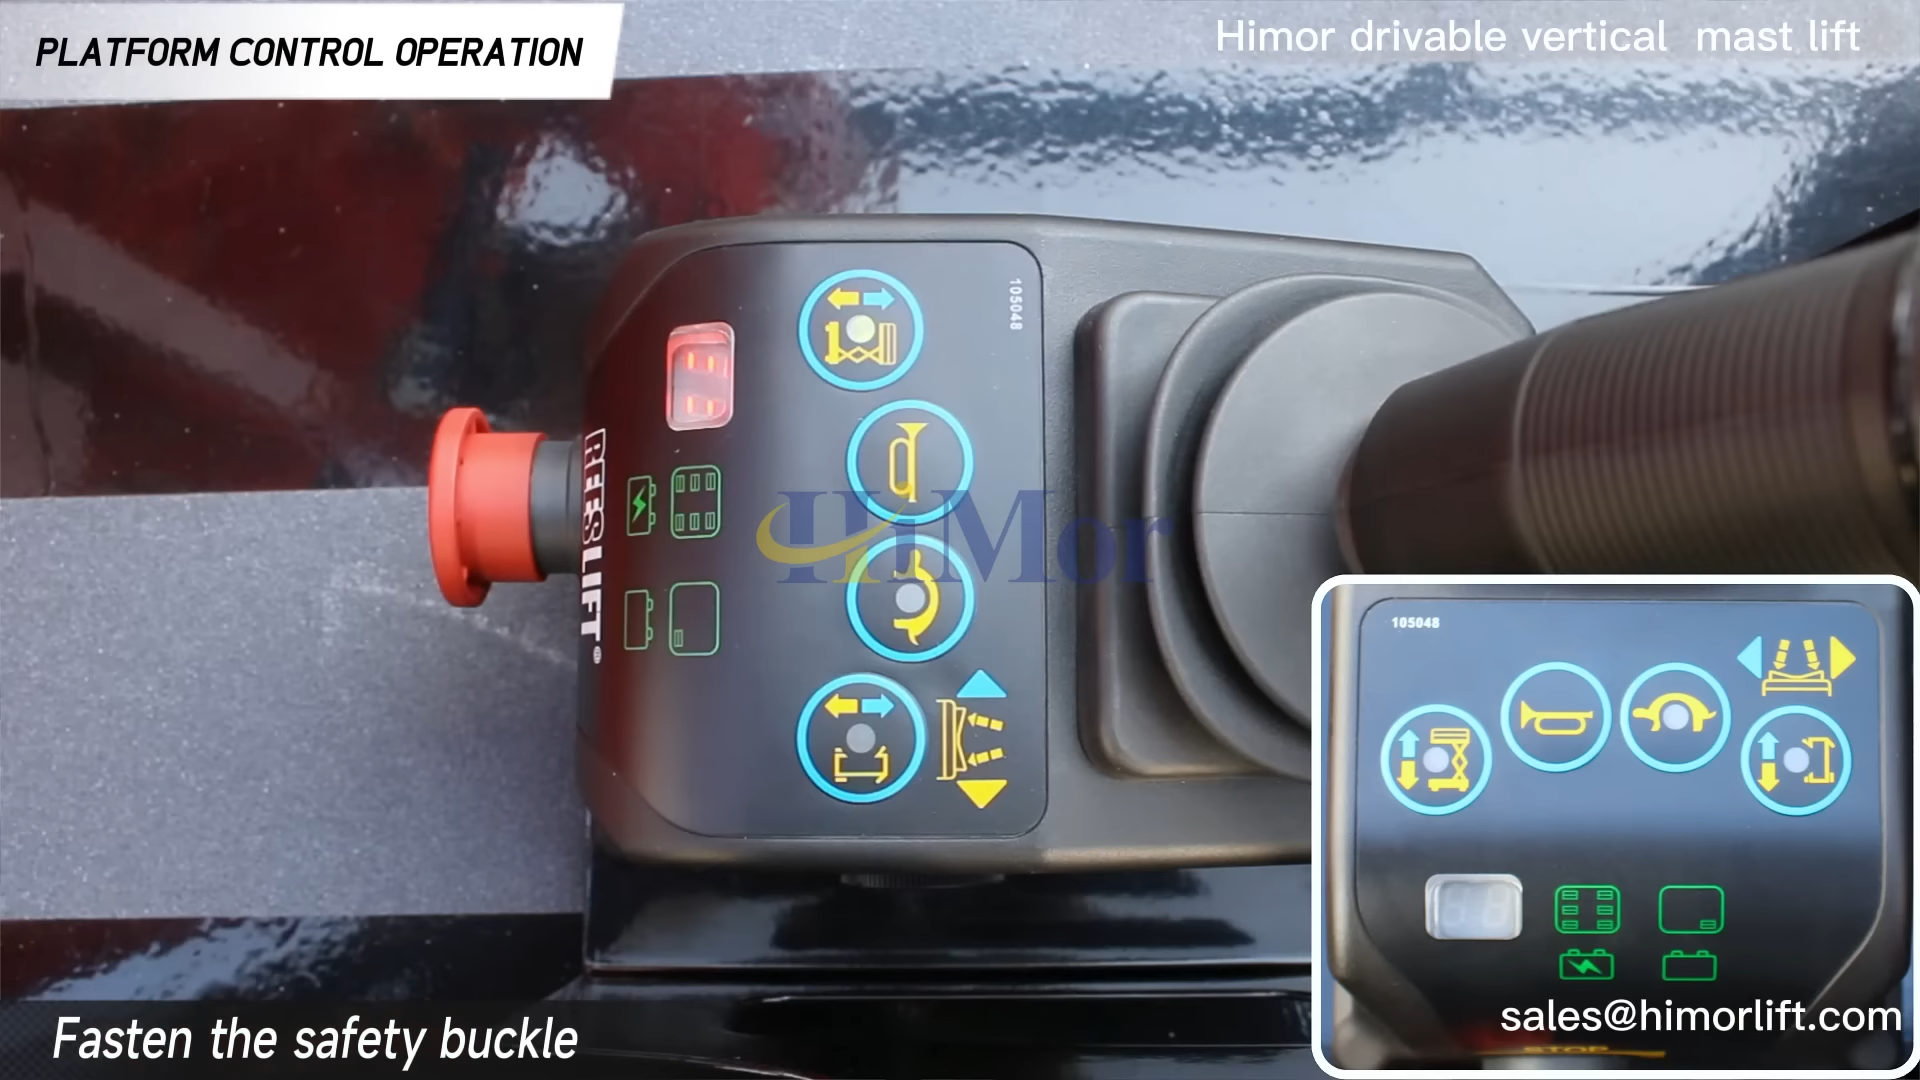 PLATFORM CONTROL OPERATION
Himor drivable vertical mast lift
105048
REESLIFT®
HiMor
105048
STOP
sales@himorlift.com
Fasten the safety buckle